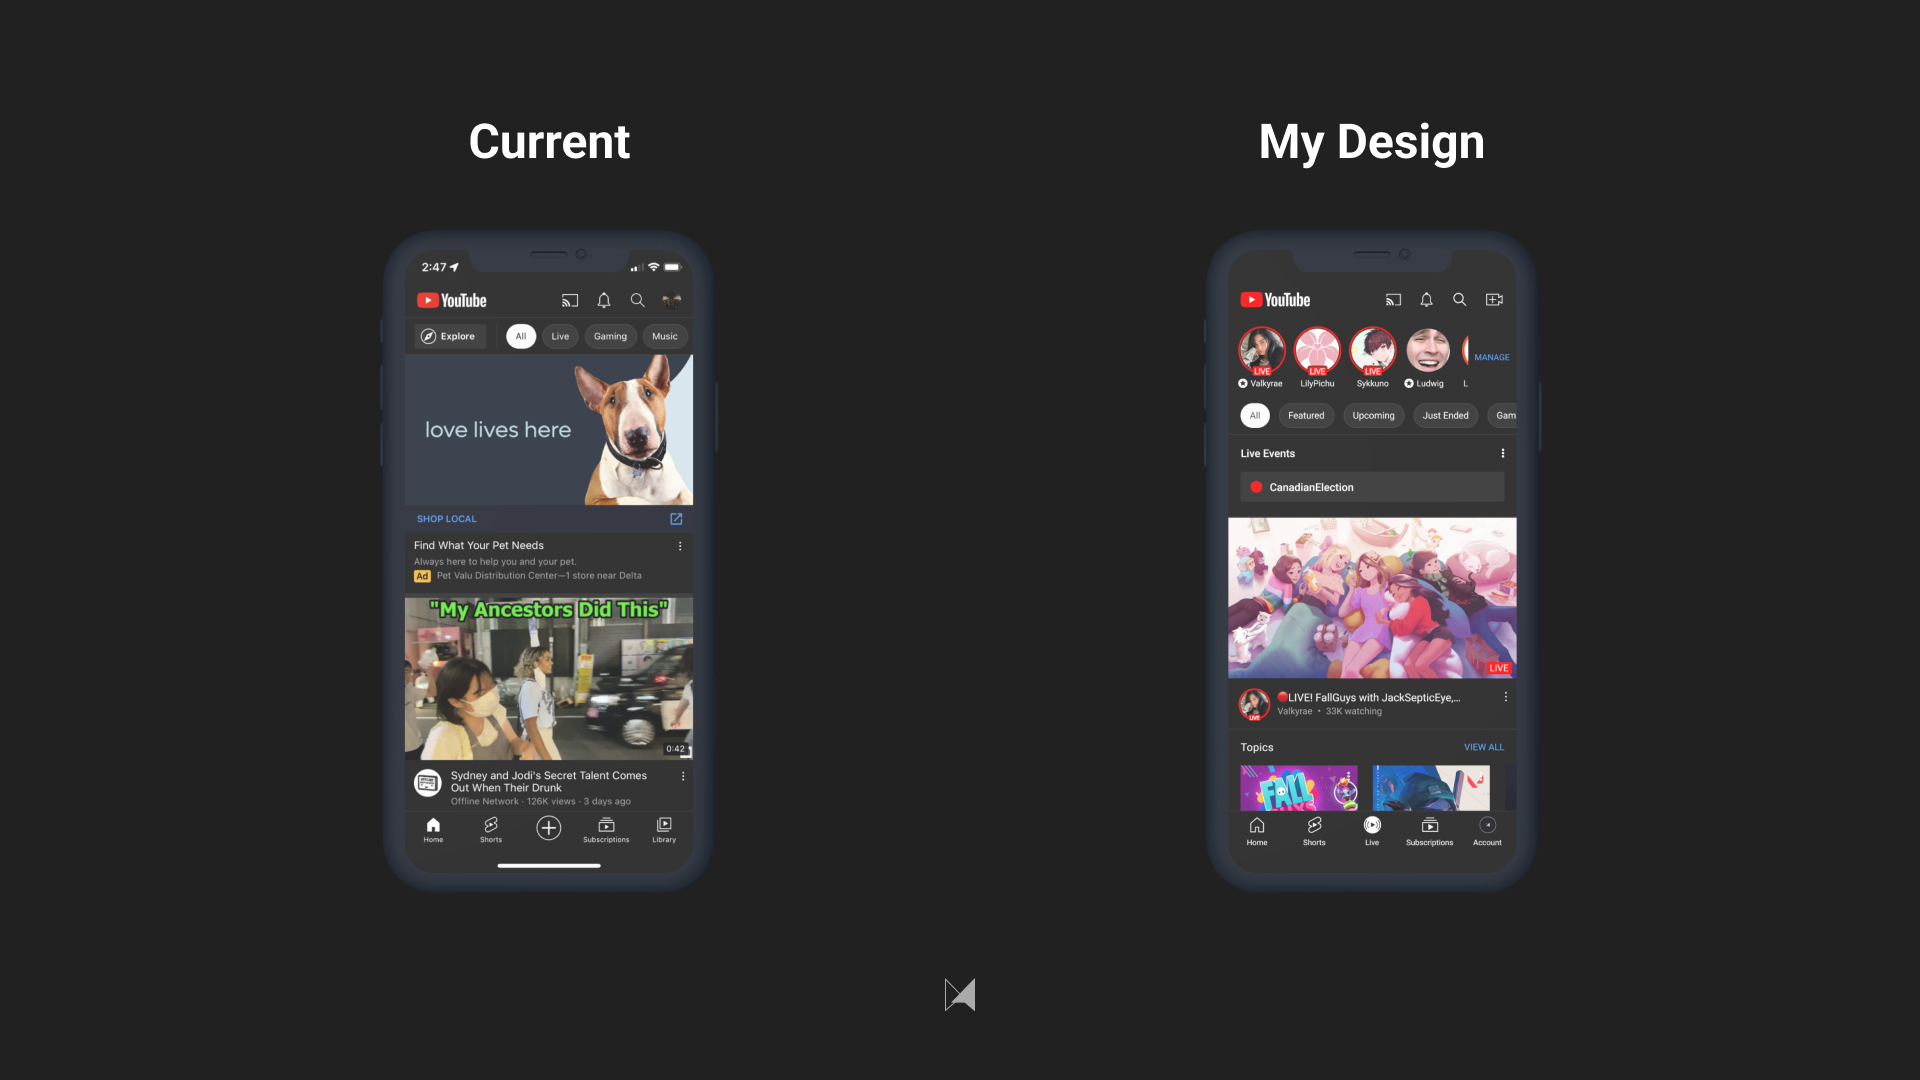 Current
My Design
2:47
YouTube
Explore
All
Live
Gaming
Music
love lives here
SHOP LOCAL
Find What Your Pet Needs
Always here to help you and your pet.
Ad Pet Valu Distribution Center—1 store near Delta
"My Ancestors Did This"
0:42
Sydney and Jodi's Secret Talent Comes
Out When Their Drunk
Offline Network · 126K views · 3 days ago
Home
Shorts
Subscriptions
Library
YouTube
LIVE
LIVE
LIVE
Valkyrae
LilyPichu
Sykkuno
Ludwig
L
MANAGE
All
Featured
Upcoming
Just Ended
Gam
Live Events
CanadianElection
LIVE
LIVE! FallGuys with JackSepticEye,...
LIVE
Valkyrae • 33K watching
Topics
VIEW ALL
FALL
Home
Shorts
Live
Subscriptions
Account